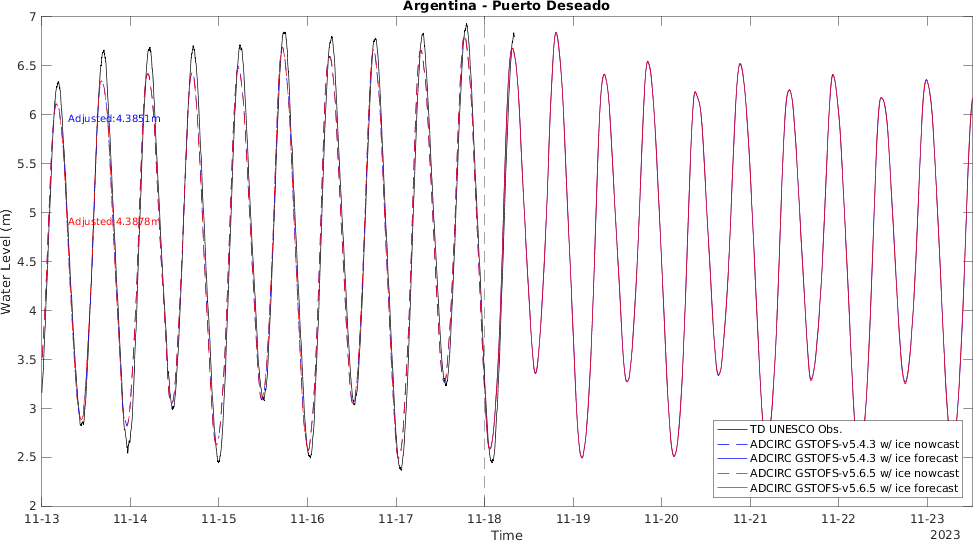 Argentina - Puerto Deseado
7
6.5
6
5.5
5
4.5
4
3.5
3
2.5
2
Water Level (m)
Adjusted:4.3851m
Adjusted:4.3878m
TD UNESCO Obs.
ADCIRC GSTOFS-v5.4.3 w/ ice nowcast
ADCIRC GSTOFS-v5.4.3 w/ ice forecast
ADCIRC GSTOFS-v5.6.5 w/ ice nowcast
ADCIRC GSTOFS-v5.6.5 w/ ice forecast
11-13 11-14 11-15 11-16 11-17 11-18 11-19 11-20 11-21 11-22 11-23
Time
2023